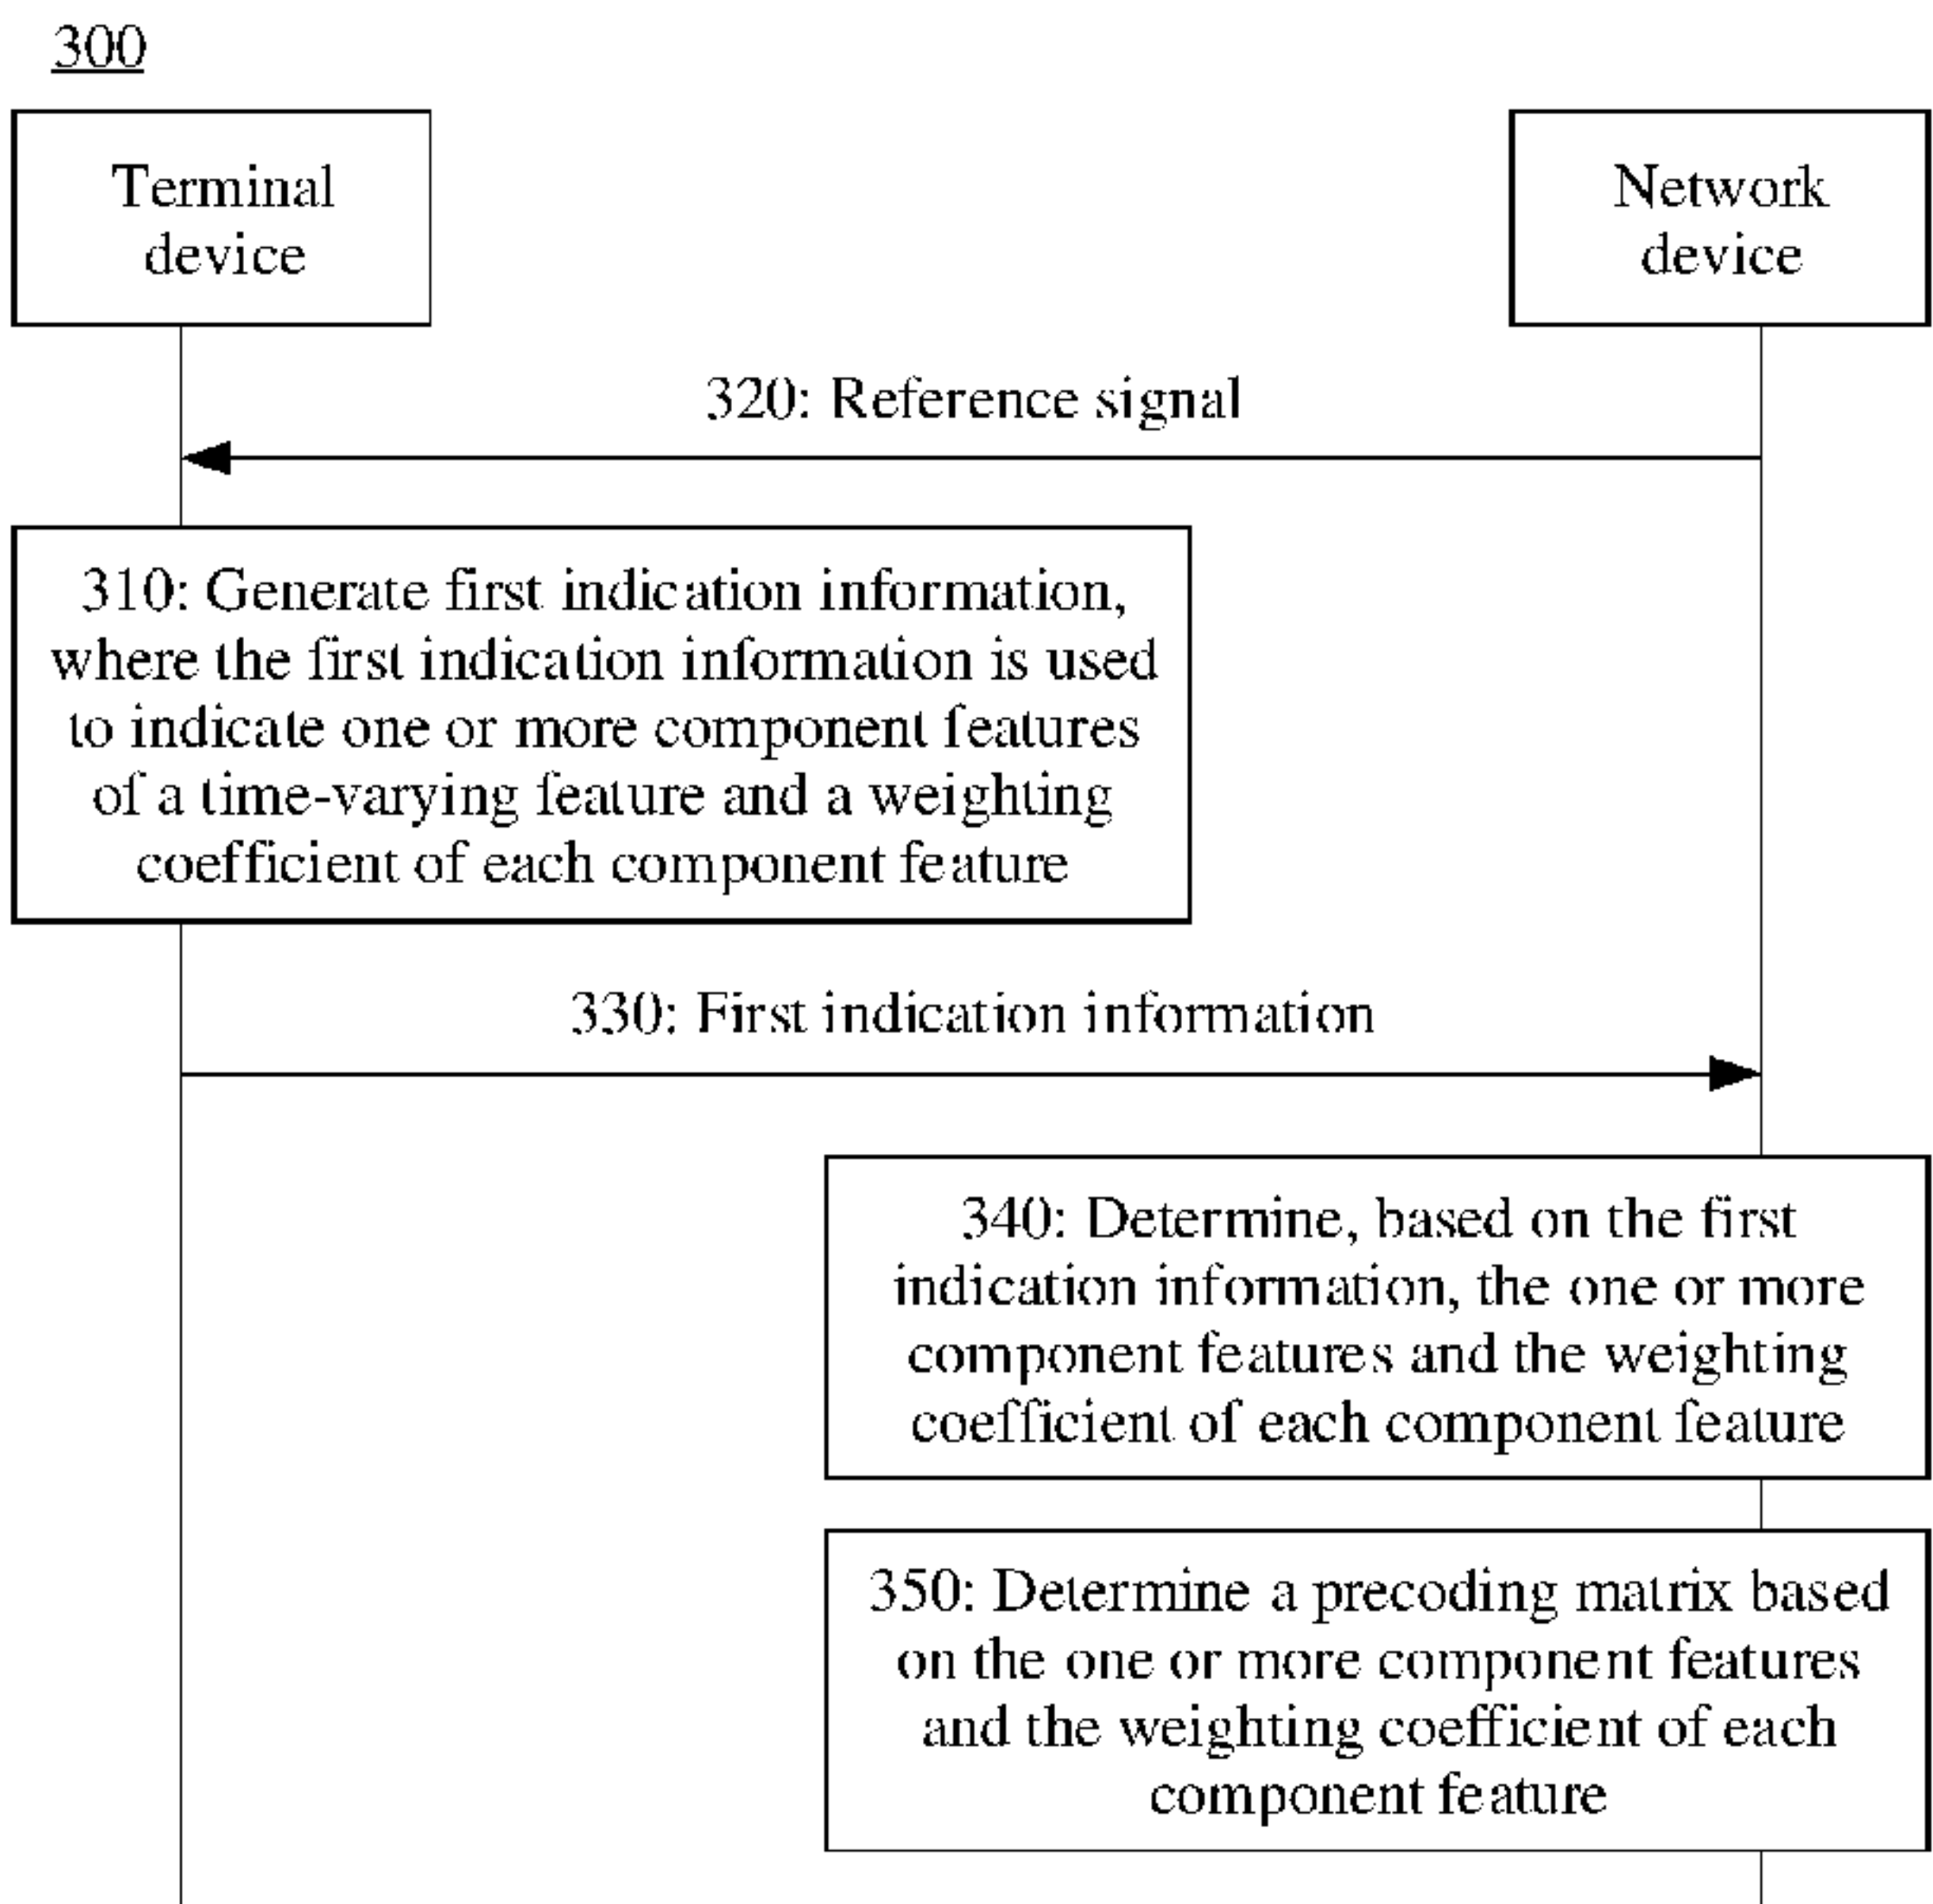 300
Terminal
device
Network
device
320: Reference signal
310: Generate first indication information,
where the first indication information is used
to indicate one or more component features
of a time-varying feature and a weighting
coefficient of each component feature
330: First indication information
340: Determine, based on the first
indication information, the one or more
component features and the weighting
coefficient of each component feature
350: Determine a precoding matrix based
on the one or more component features
and the weighting coefficient of each
component feature